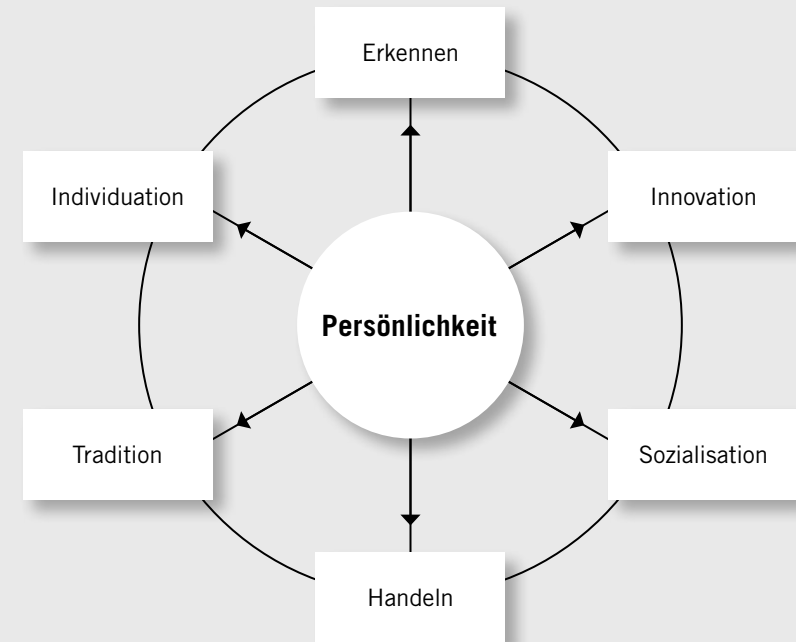 Erkennen
Individuation
Innovation
Persönlichkeit
Tradition
Sozialisation
Handeln